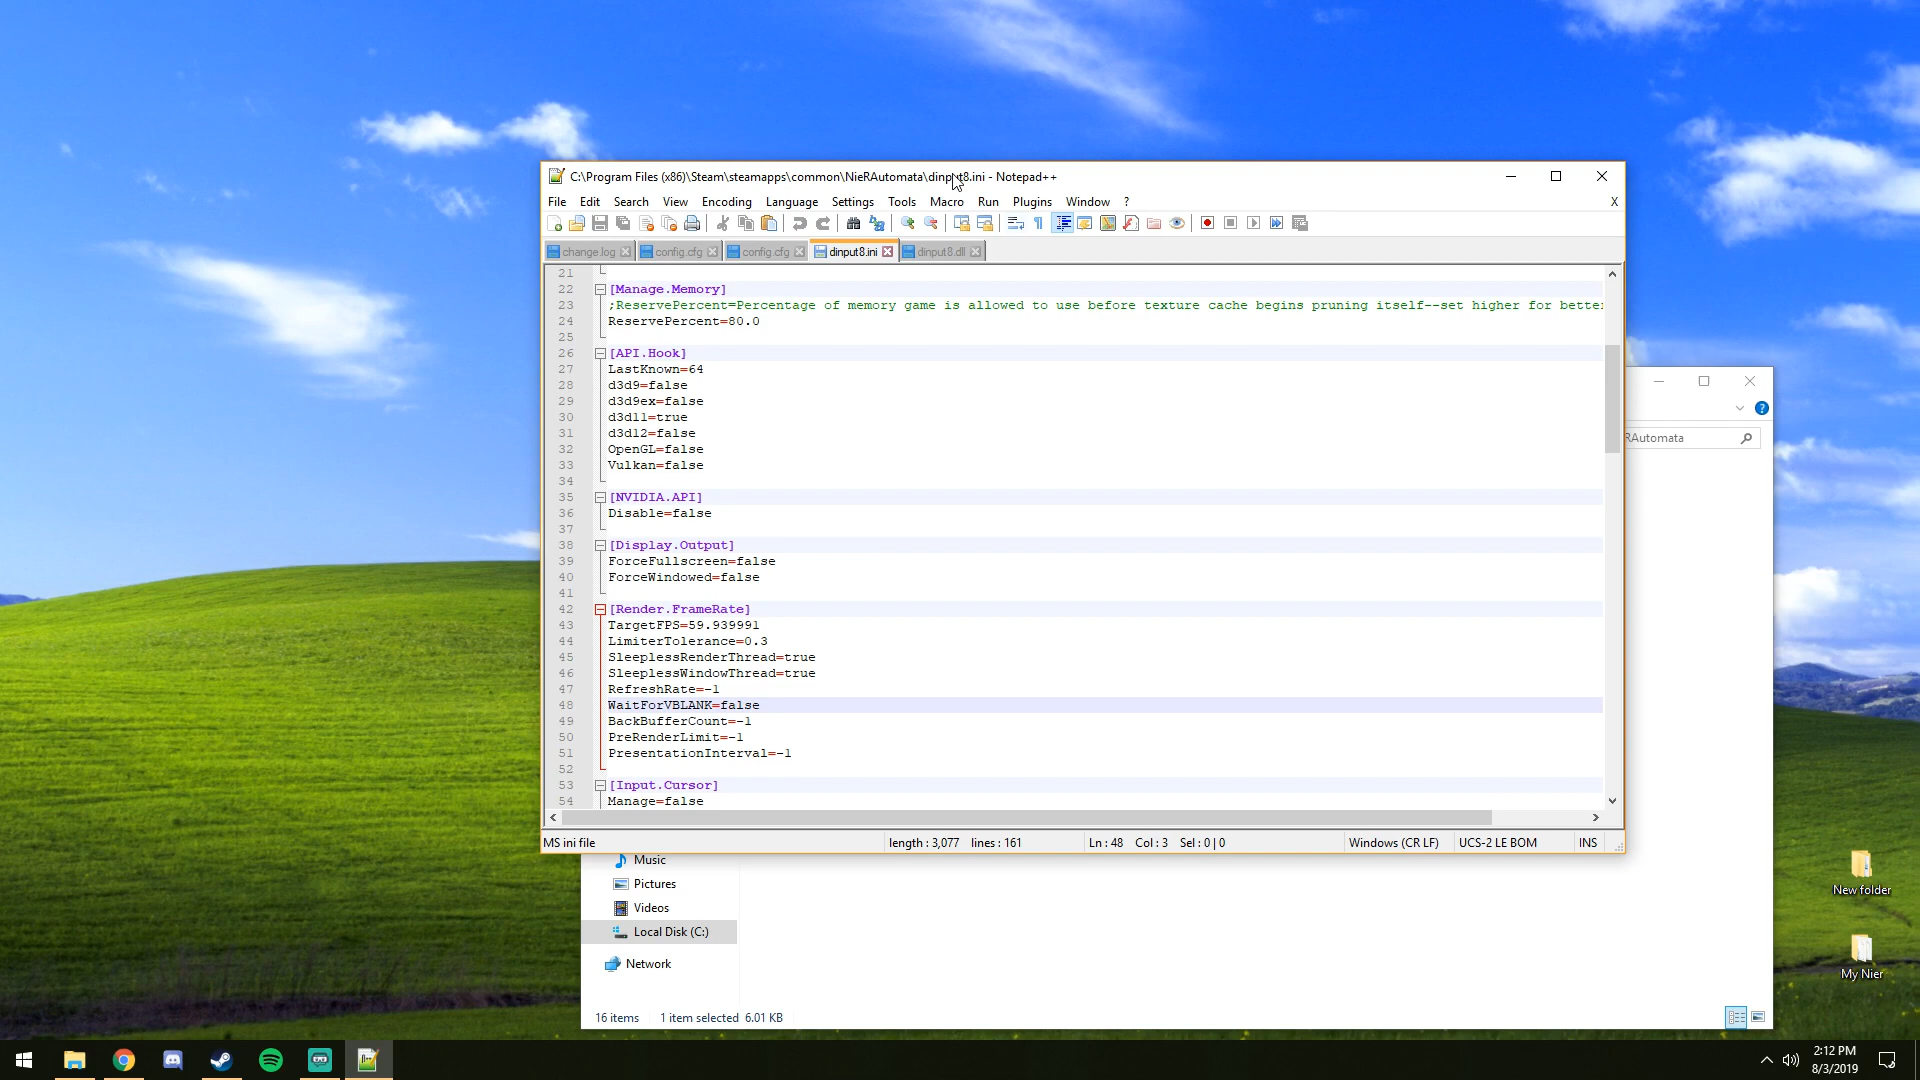 C:\Program Files (x86)\Steam\steamapps\common\NieRAutomata\dinput8.ini - Notepad++
File Edit Search View Encoding Language Settings Tools Macro Run Plugins Window ? X
change.log config.cfg config.cfg dinput8.ini dinput8.dll
21
22 [Manage.Memory]
23 ;ReservePercent=Percentage of memory game is allowed to use before texture cache begins pruning itself--set higher for better
24 ReservePercent=80.0
25
26 [API.Hook]
27 LastKnown=64
28 d3d9=false
29 d3d9ex=false
30 d3d11=true
31 d3d12=false
32 OpenGL=false
33 Vulkan=false
34
35 [NVIDIA.API]
36 Disable=false
37
38 [Display.Output]
39 ForceFullscreen=false
40 ForceWindowed=false
41
42 [Render.FrameRate]
43 TargetFPS=59.939991
44 LimiterTolerance=0.3
45 SleeplessRenderThread=true
46 SleeplessWindowThread=true
47 RefreshRate=-1
48 WaitForVBLANK=false
49 BackBufferCount=-1
50 PreRenderLimit=-1
51 PresentationInterval=-1
52
53 [Input.Cursor]
54 Manage=false
MS ini file length : 3,077 lines : 161 Ln : 48 Col : 3 Sel : 0 | 0 Windows (CR LF) UCS-2 LE BOM INS
RAutomata
Music
Pictures
Videos
Local Disk (C:)
Network
16 items 1 item selected 6.01 KB
New folder
My Nier
2:12 PM
8/3/2019